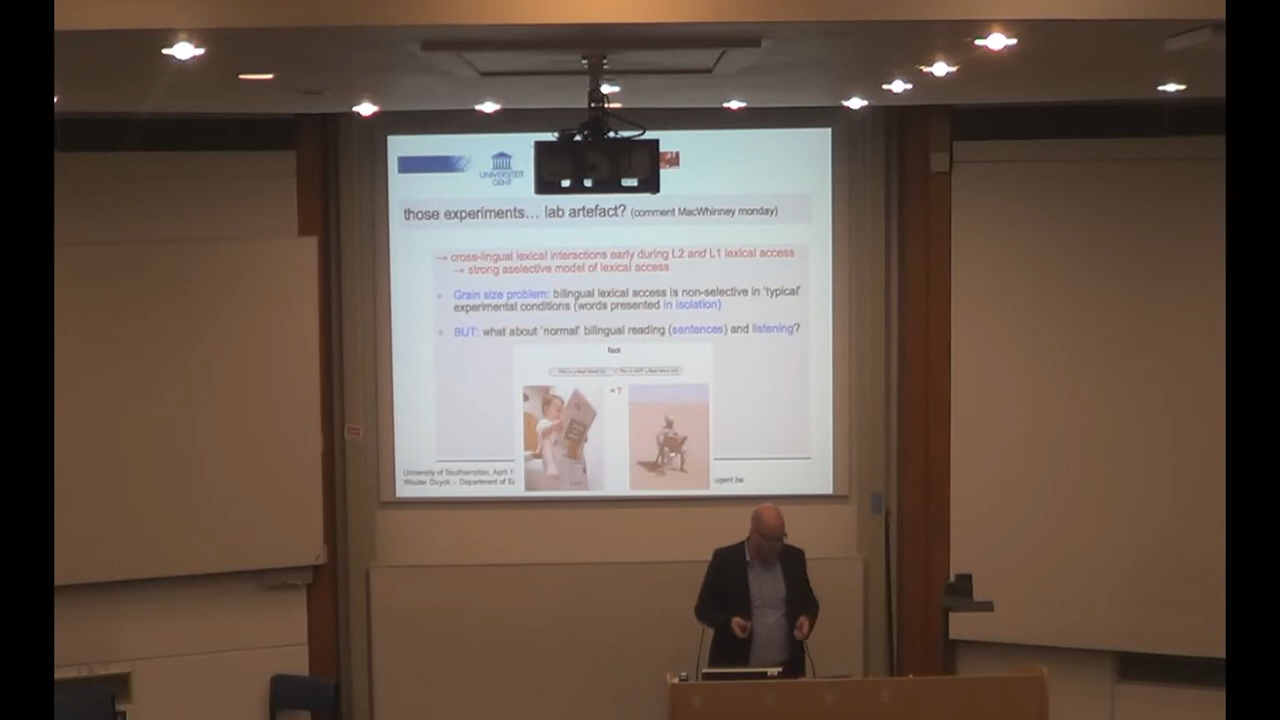 UNIVERSITEIT
GENT
those experiments... lab artefact? (comment MacWhinney monday)
→ cross-lingual lexical interactions early during L2 and L1 lexical access
→ strong aselective model of lexical access
Grain size problem: bilingual lexical access is non-selective in 'typical'
experimental conditions (words presented in isolation)
BUT: what about 'normal' bilingual reading (sentences) and listening?
fact
= ?
University of Southampton, April
Wouter Duyck – Department of
ugent.be